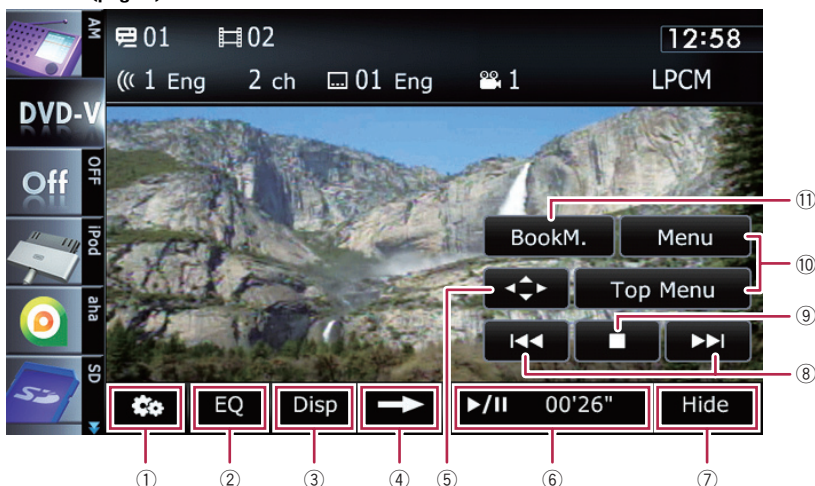 AM
01 02 12:58
((( 1 Eng 2 ch 01 Eng 1 LPCM
DVD-V
Off
OFF
iPod
aha
SD
BookM. Menu
Top Menu
EQ Disp ►/II 00'26" Hide
⑪
⑩
⑨
⑧
① ② ③ ④ ⑤ ⑥ ⑦